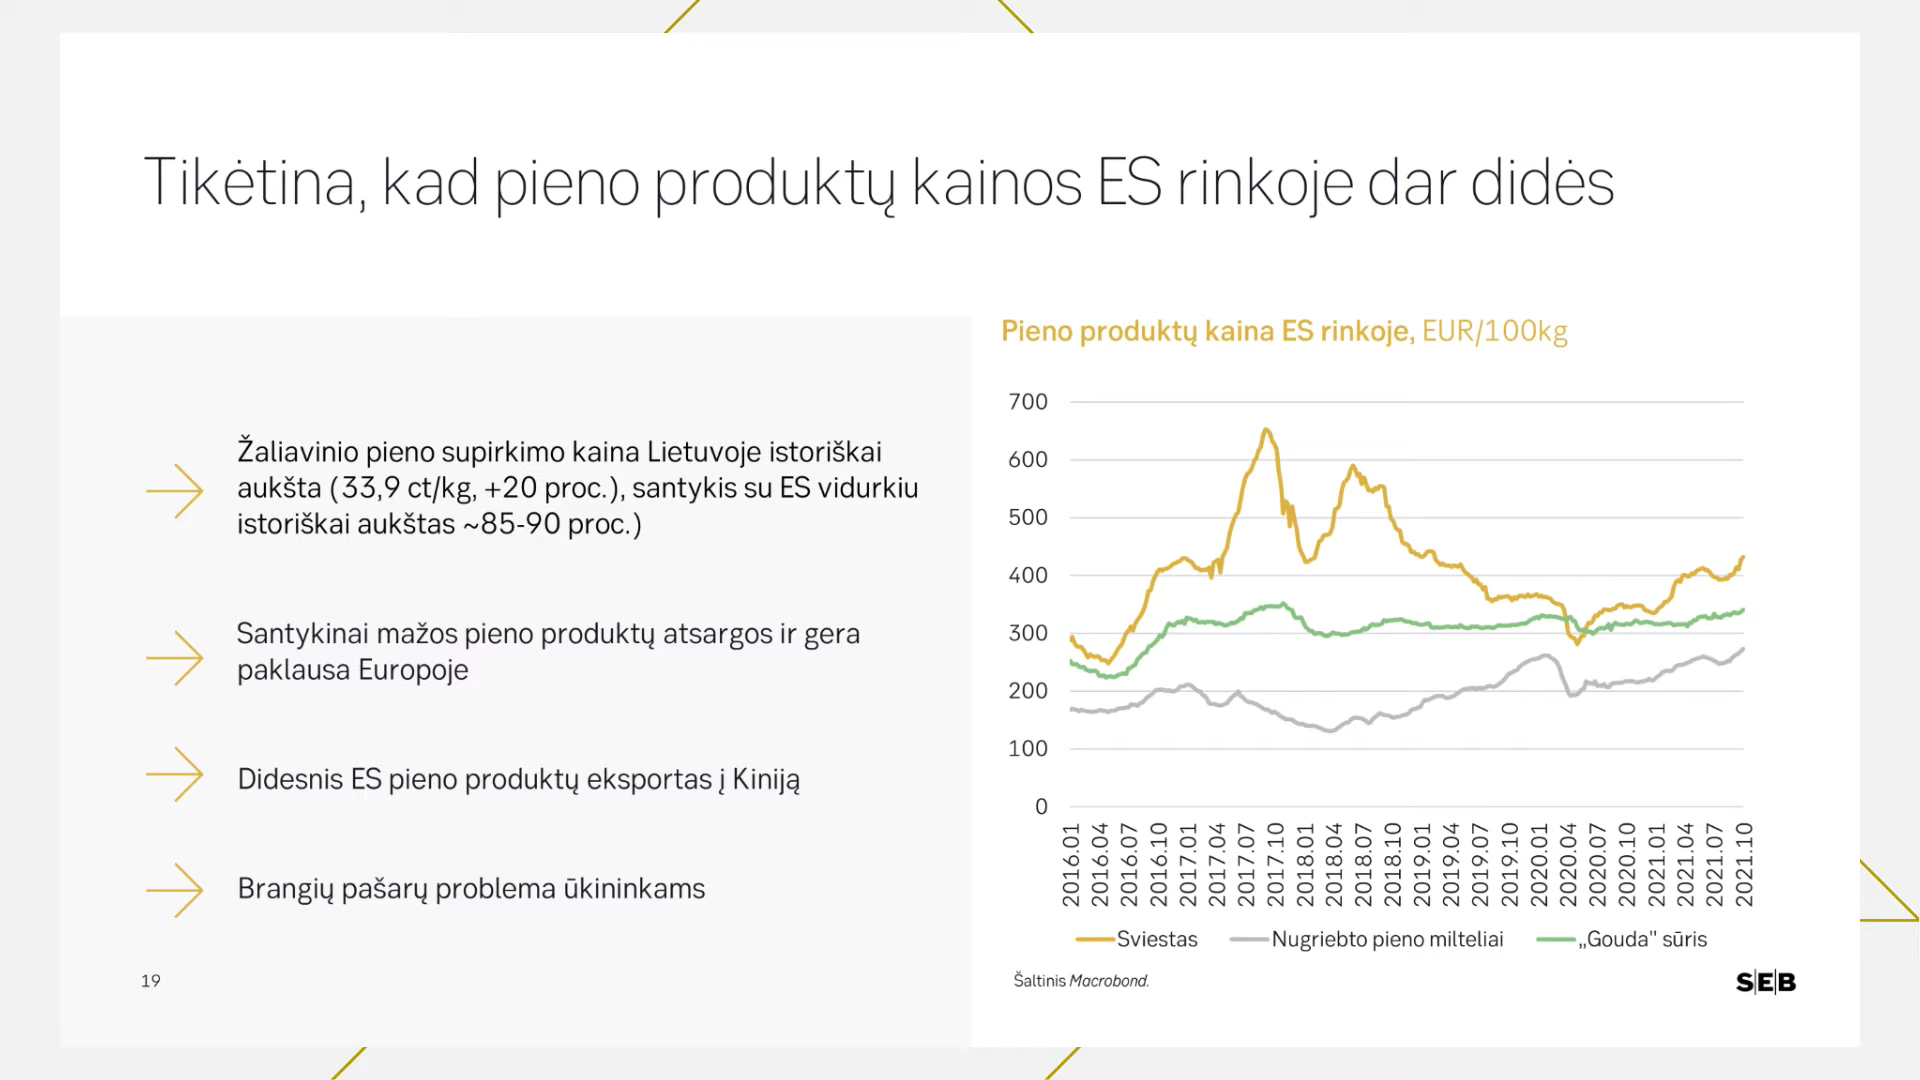 Tikėtina, kad pieno produktų kainos ES rinkoje dar didės
Žaliavinio pieno supirkimo kaina Lietuvoje istoriškai
aukšta (33,9 ct/kg, +20 proc.), santykis su ES vidurkiu
istoriškai aukštas ~85-90 proc.)
Santykinai mažos pieno produktų atsargos ir gera
paklausa Europoje
Didesnis ES pieno produktų eksportas į Kiniją
Brangių pašarų problema ūkininkams
19
Pieno produktų kaina ES rinkoje, EUR/100kg
700
600
500
400
300
200
100
0
2016.01
2016.04
2016.07
2016.10
2017.01
2017.04
2017.07
2017.10
2018.01
2018.04
2018.07
2018.10
2019.01
2019.04
2019.07
2019.10
2020.01
2020.04
2020.07
2020.10
2021.01
2021.04
2021.07
2021.10
Sviestas
Nugriebto pieno milteliai
„Gouda" sūris
Šaltinis Macrobond.
SEB